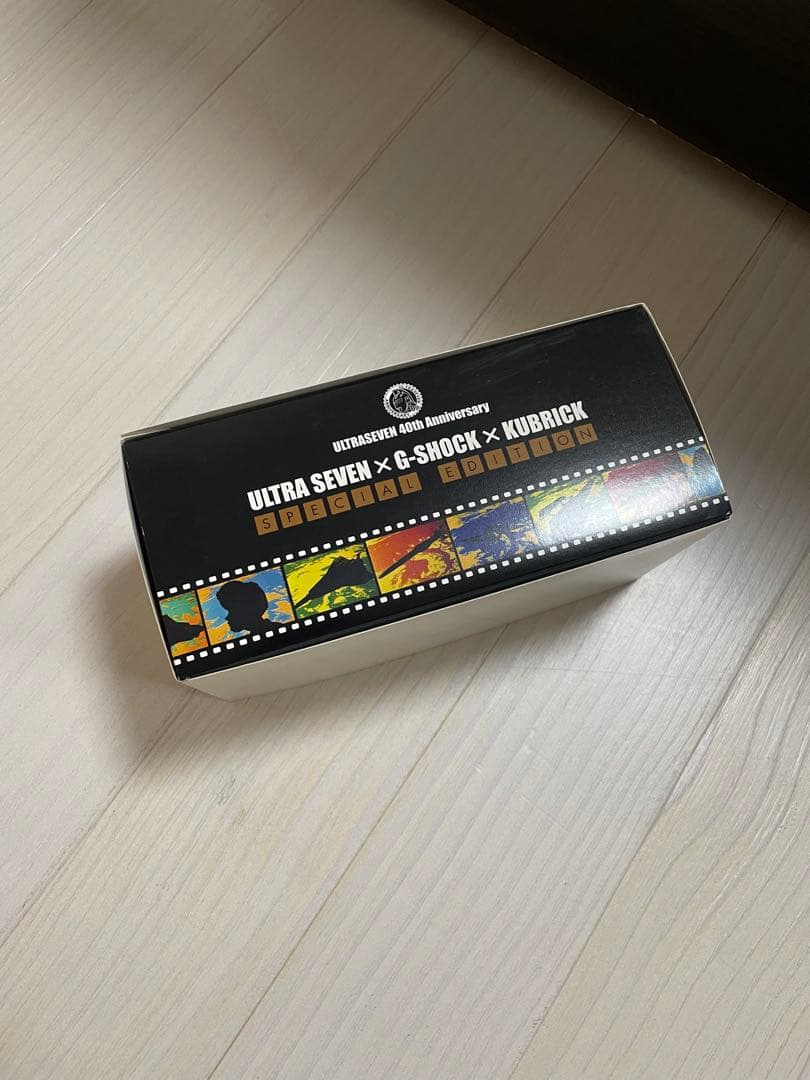 ULTRASEVEN 40th Anniversary
ULTRA SEVEN × G-SHOCK × KUBRICK
SPECIAL EDITION